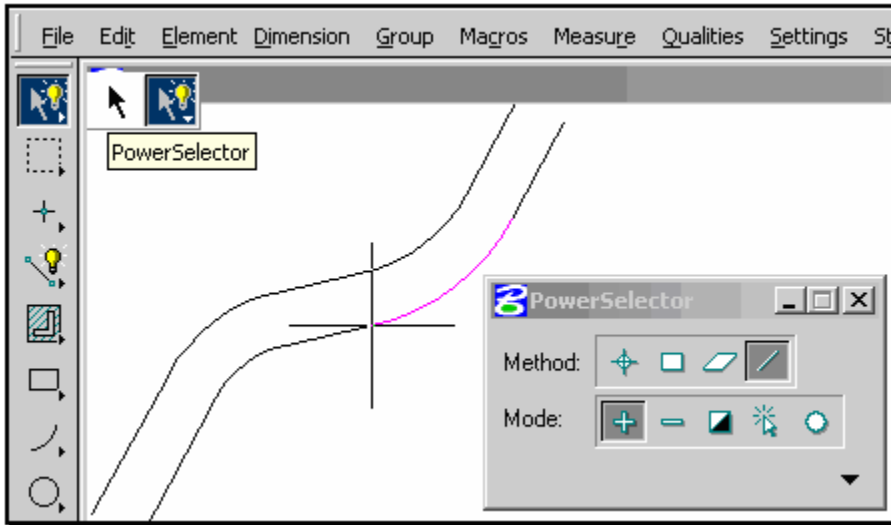 File Edit Element Dimension Group Macros Measure Qualities Settings
PowerSelector
PowerSelector
Method:
Mode: